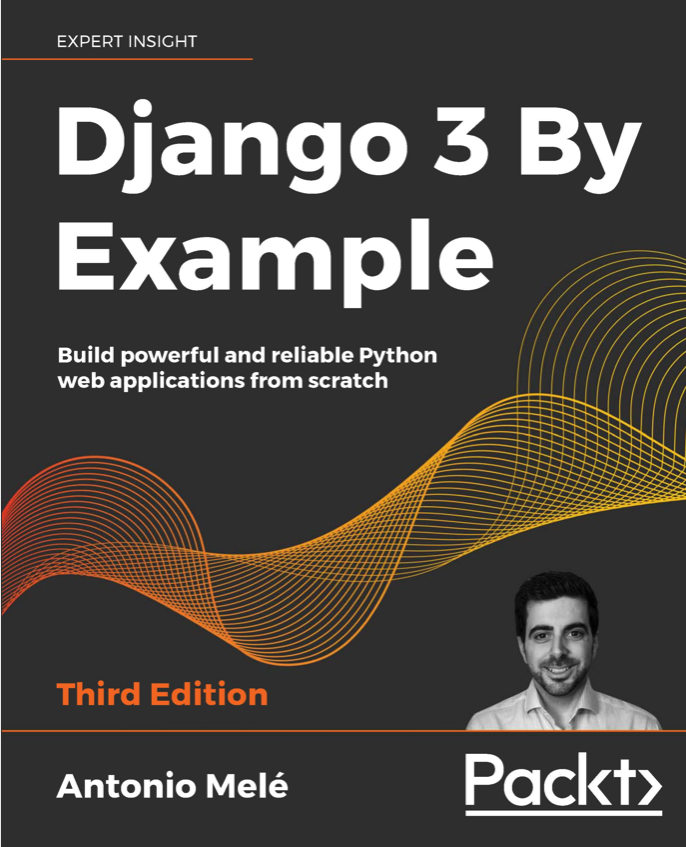 EXPERT INSIGHT
Django 3 By
Example
Build powerful and reliable Python
web applications from scratch
Third Edition
Antonio Melé
Packt